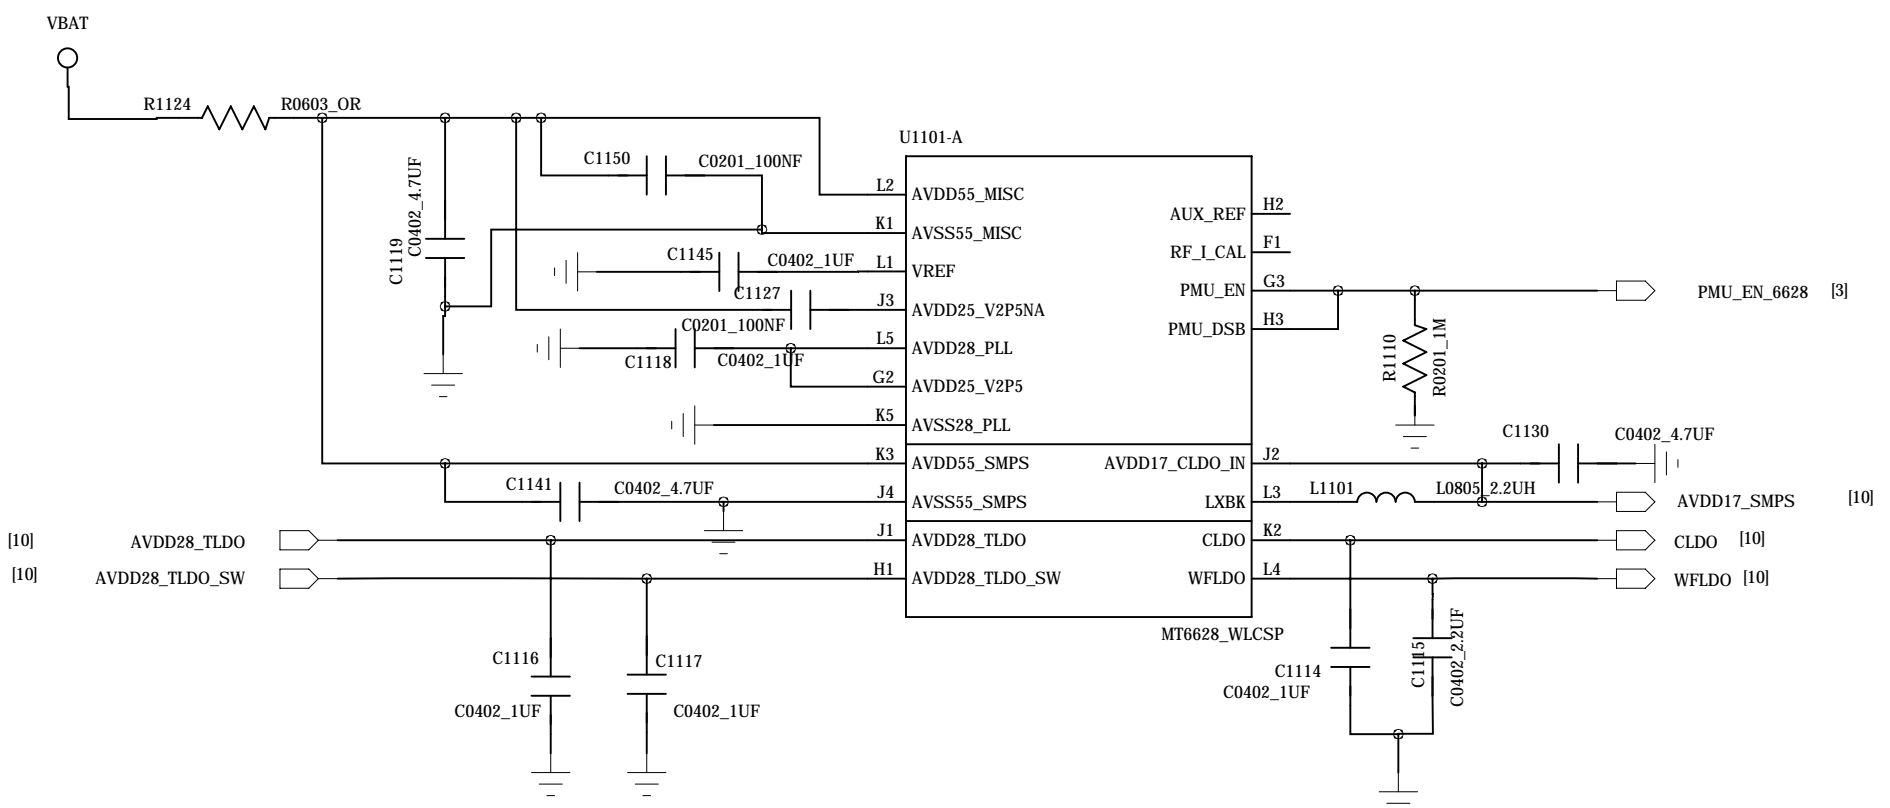 VBAT
R1124 R0603_OR
U1101-A
C1150 C0201_100NF
C0402_4.7UF
C1119
L2 AVDD55_MISC
K1 AVSS55_MISC
C1145 C0402_1UF L1 VREF
C1127 J3 AVDD25_V2P5NA
C0201_100NF
C1118 C0402_1UF L5 AVDD28_PLL
G2 AVDD25_V2P5
K5 AVSS28_PLL
K3 AVDD55_SMPS
C1141 C0402_4.7UF J4 AVSS55_SMPS
[10] AVDD28_TLDO J1 AVDD28_TLDO
[10] AVDD28_TLDO_SW H1 AVDD28_TLDO_SW
AUX_REF H2
RF_I_CAL F1
PMU_EN G3 PMU_EN_6628 [3]
PMU_DSB H3
R1110
R0201_1M
C1130 C0402_4.7UF
AVDD17_CLDO_IN J2
LXBK L3 L1101 L0805_2.2UH AVDD17_SMPS [10]
CLDO K2 CLDO [10]
WFLDO L4 WFLDO [10]
MT6628_WLCSP
C1116
C0402_1UF
C1117
C0402_1UF
C1114
C0402_1UF
C1115
C0402_2.2UF